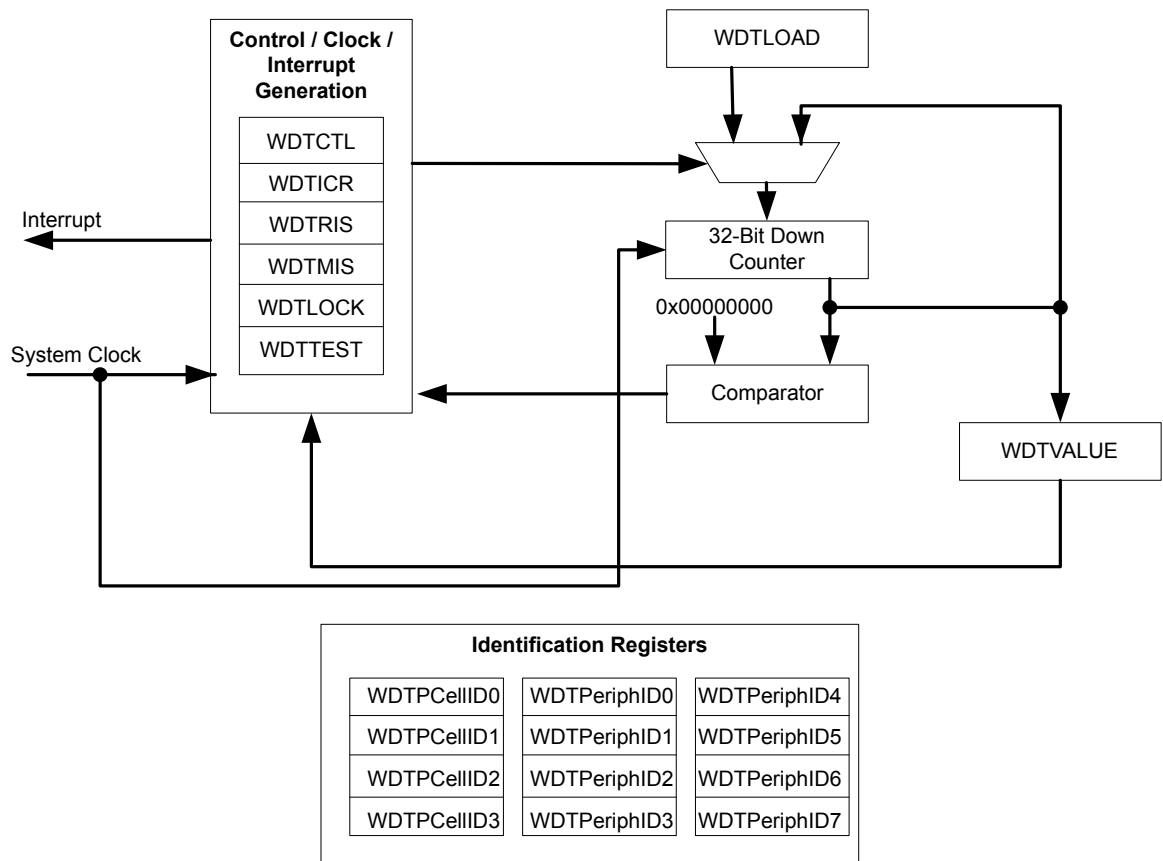 Control / Clock /
Interrupt
Generation
WDTCTL
WDTICR
WDTRIS
WDTMIS
WDTLOCK
WDTTEST
Interrupt
System Clock
WDTLOAD
32-Bit Down
Counter
0x00000000
Comparator
WDTVALUE
Identification Registers
WDTPCellID0
WDTPeriphID0
WDTPeriphID4
WDTPCellID1
WDTPeriphID1
WDTPeriphID5
WDTPCellID2
WDTPeriphID2
WDTPeriphID6
WDTPCellID3
WDTPeriphID3
WDTPeriphID7